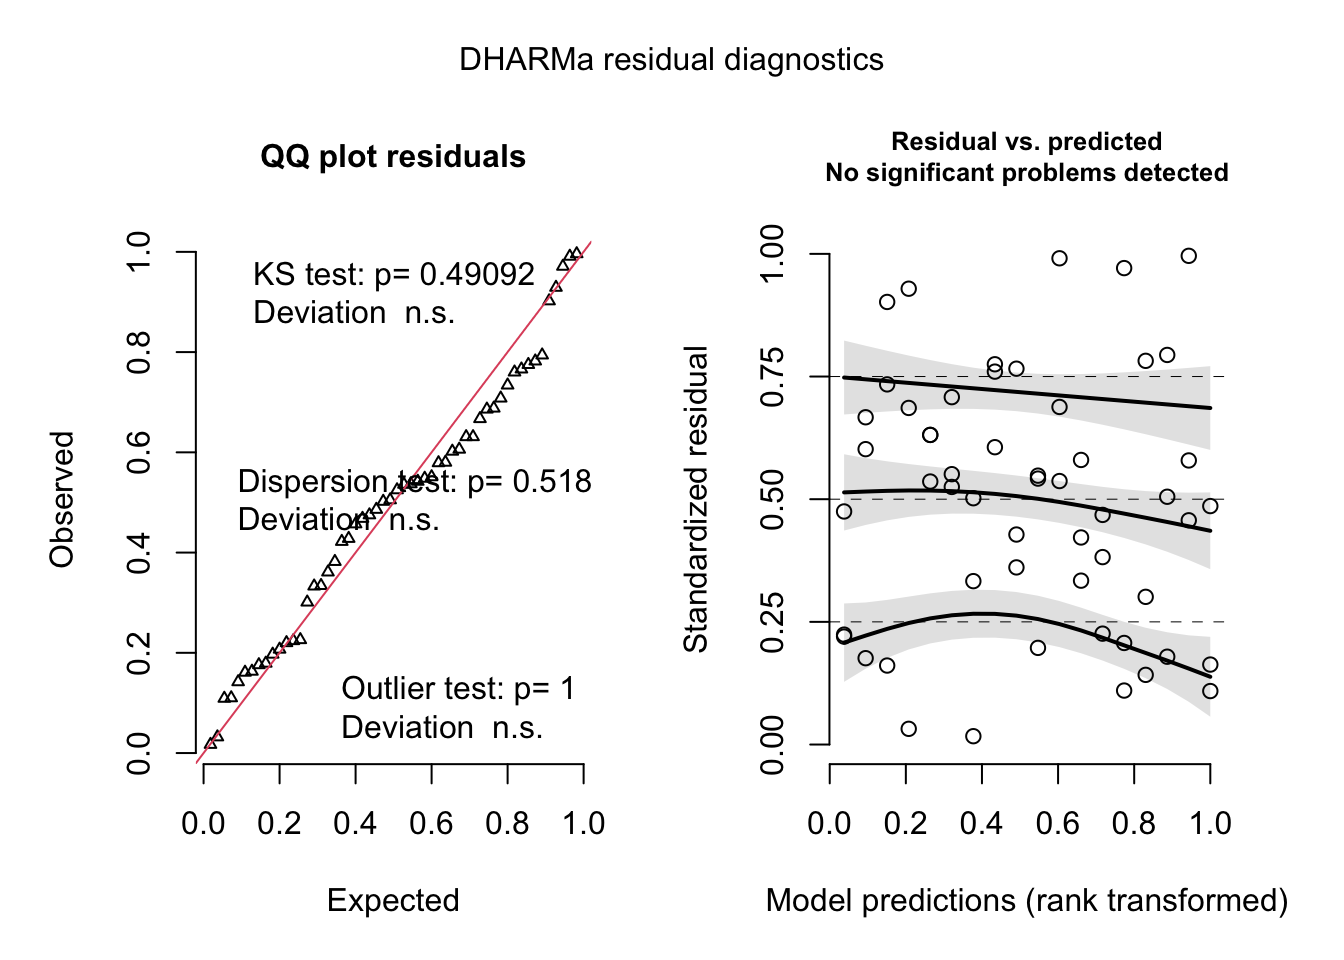 DHARMa residual diagnostics
QQ plot residuals
KS test: p= 0.49092
Deviation  n.s.
Dispersion test: p= 0.518
Deviation  n.s.
Outlier test: p= 1
Deviation  n.s.
Observed
0.0 0.2 0.4 0.6 0.8 1.0
0.0 0.2 0.4 0.6 0.8 1.0
Expected
Residual vs. predicted
No significant problems detected
Standardized residual
0.00 0.25 0.50 0.75 1.00
0.0 0.2 0.4 0.6 0.8 1.0
Model predictions (rank transformed)